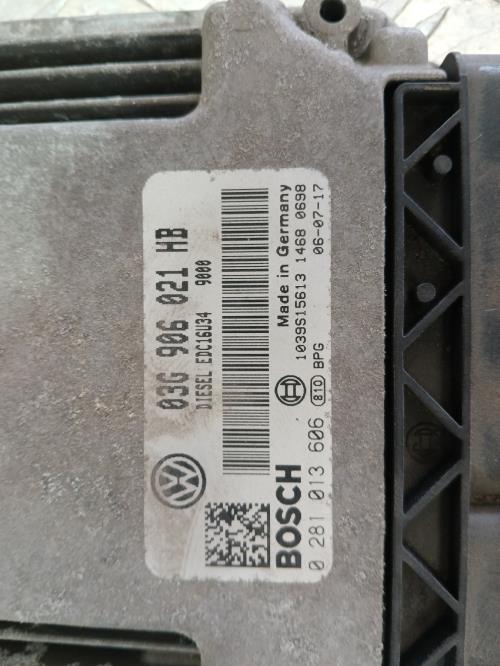 03G 906 021 HB
DIESEL EDC16U34 9000
Made in Germany
1039S15613 1468 0698
810 BPG 06-07-17
BOSCH
0 281 013 606